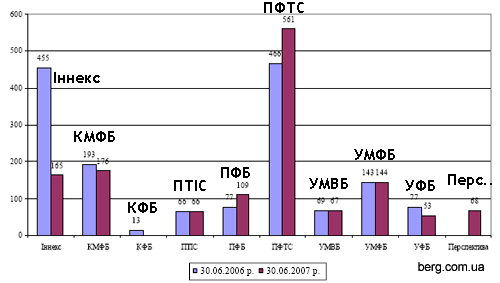 ПФТС
600
500
400
300
200
100
0
455
Іннекс
165
КМФБ
193
176
КФБ
13
ПТІС
66
66
ПФБ
77
109
466
561
УМВБ
69
67
УМФБ
143
144
УФБ
77
53
Перс..
68
Іннекс
КМФБ
КФБ
ПТІС
ПФБ
ПФТС
УМВБ
УМФБ
УФБ
Перспектива
30.06.2006 р.
30.06.2007 р.
berg.com.ua